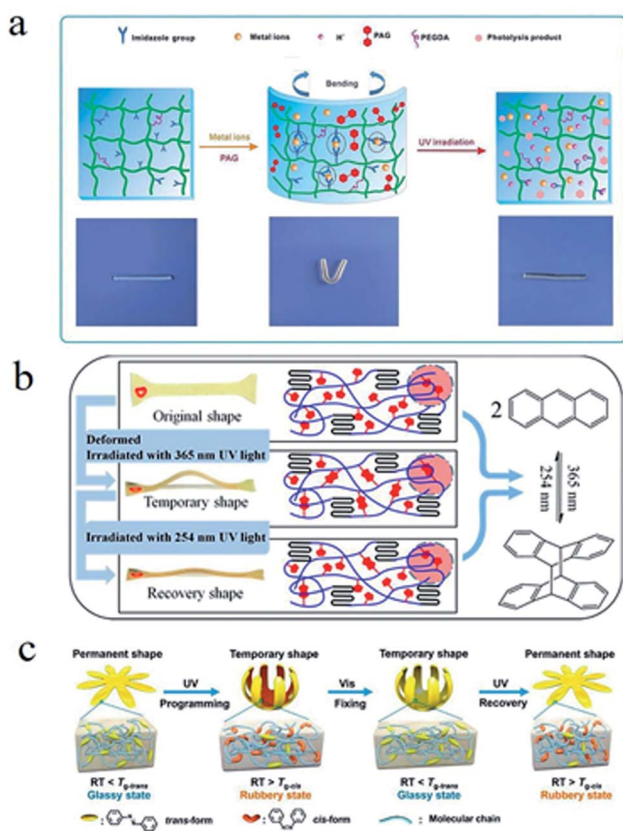 a
Imidazole group
Metal ions
H⁺
PAG
PEGDA
Photolysis product
Bending
Metal ions
PAG
UV irradiation
b
Original shape
Deformed
Irradiated with 365 nm UV light
Temporary shape
Irradiated with 254 nm UV light
Recovery shape
2
365 nm
254 nm
c
Permanent shape
Temporary shape
Temporary shape
Permanent shape
UV
Programming
Vis
Fixing
UV
Recovery
RT < Tg-trans
Glassy state
RT > Tg-cis
Rubbery state
RT < Tg-trans
Glassy state
RT > Tg-cis
Rubbery state
: trans-form
: cis-form
: Molecular chain